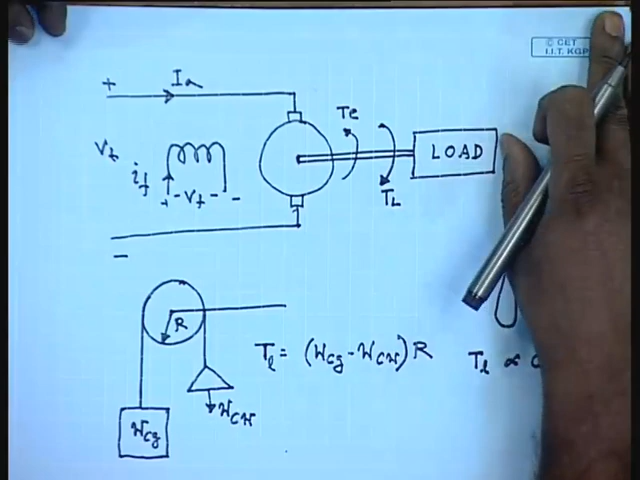 © CET
I.I.T. KGP
+ Ia
Te
Vt if LOAD
+ - Vf - -
TL
-
R
Tl = (Wcg - Wcw) R Tl ∝
Wcw
Wcg